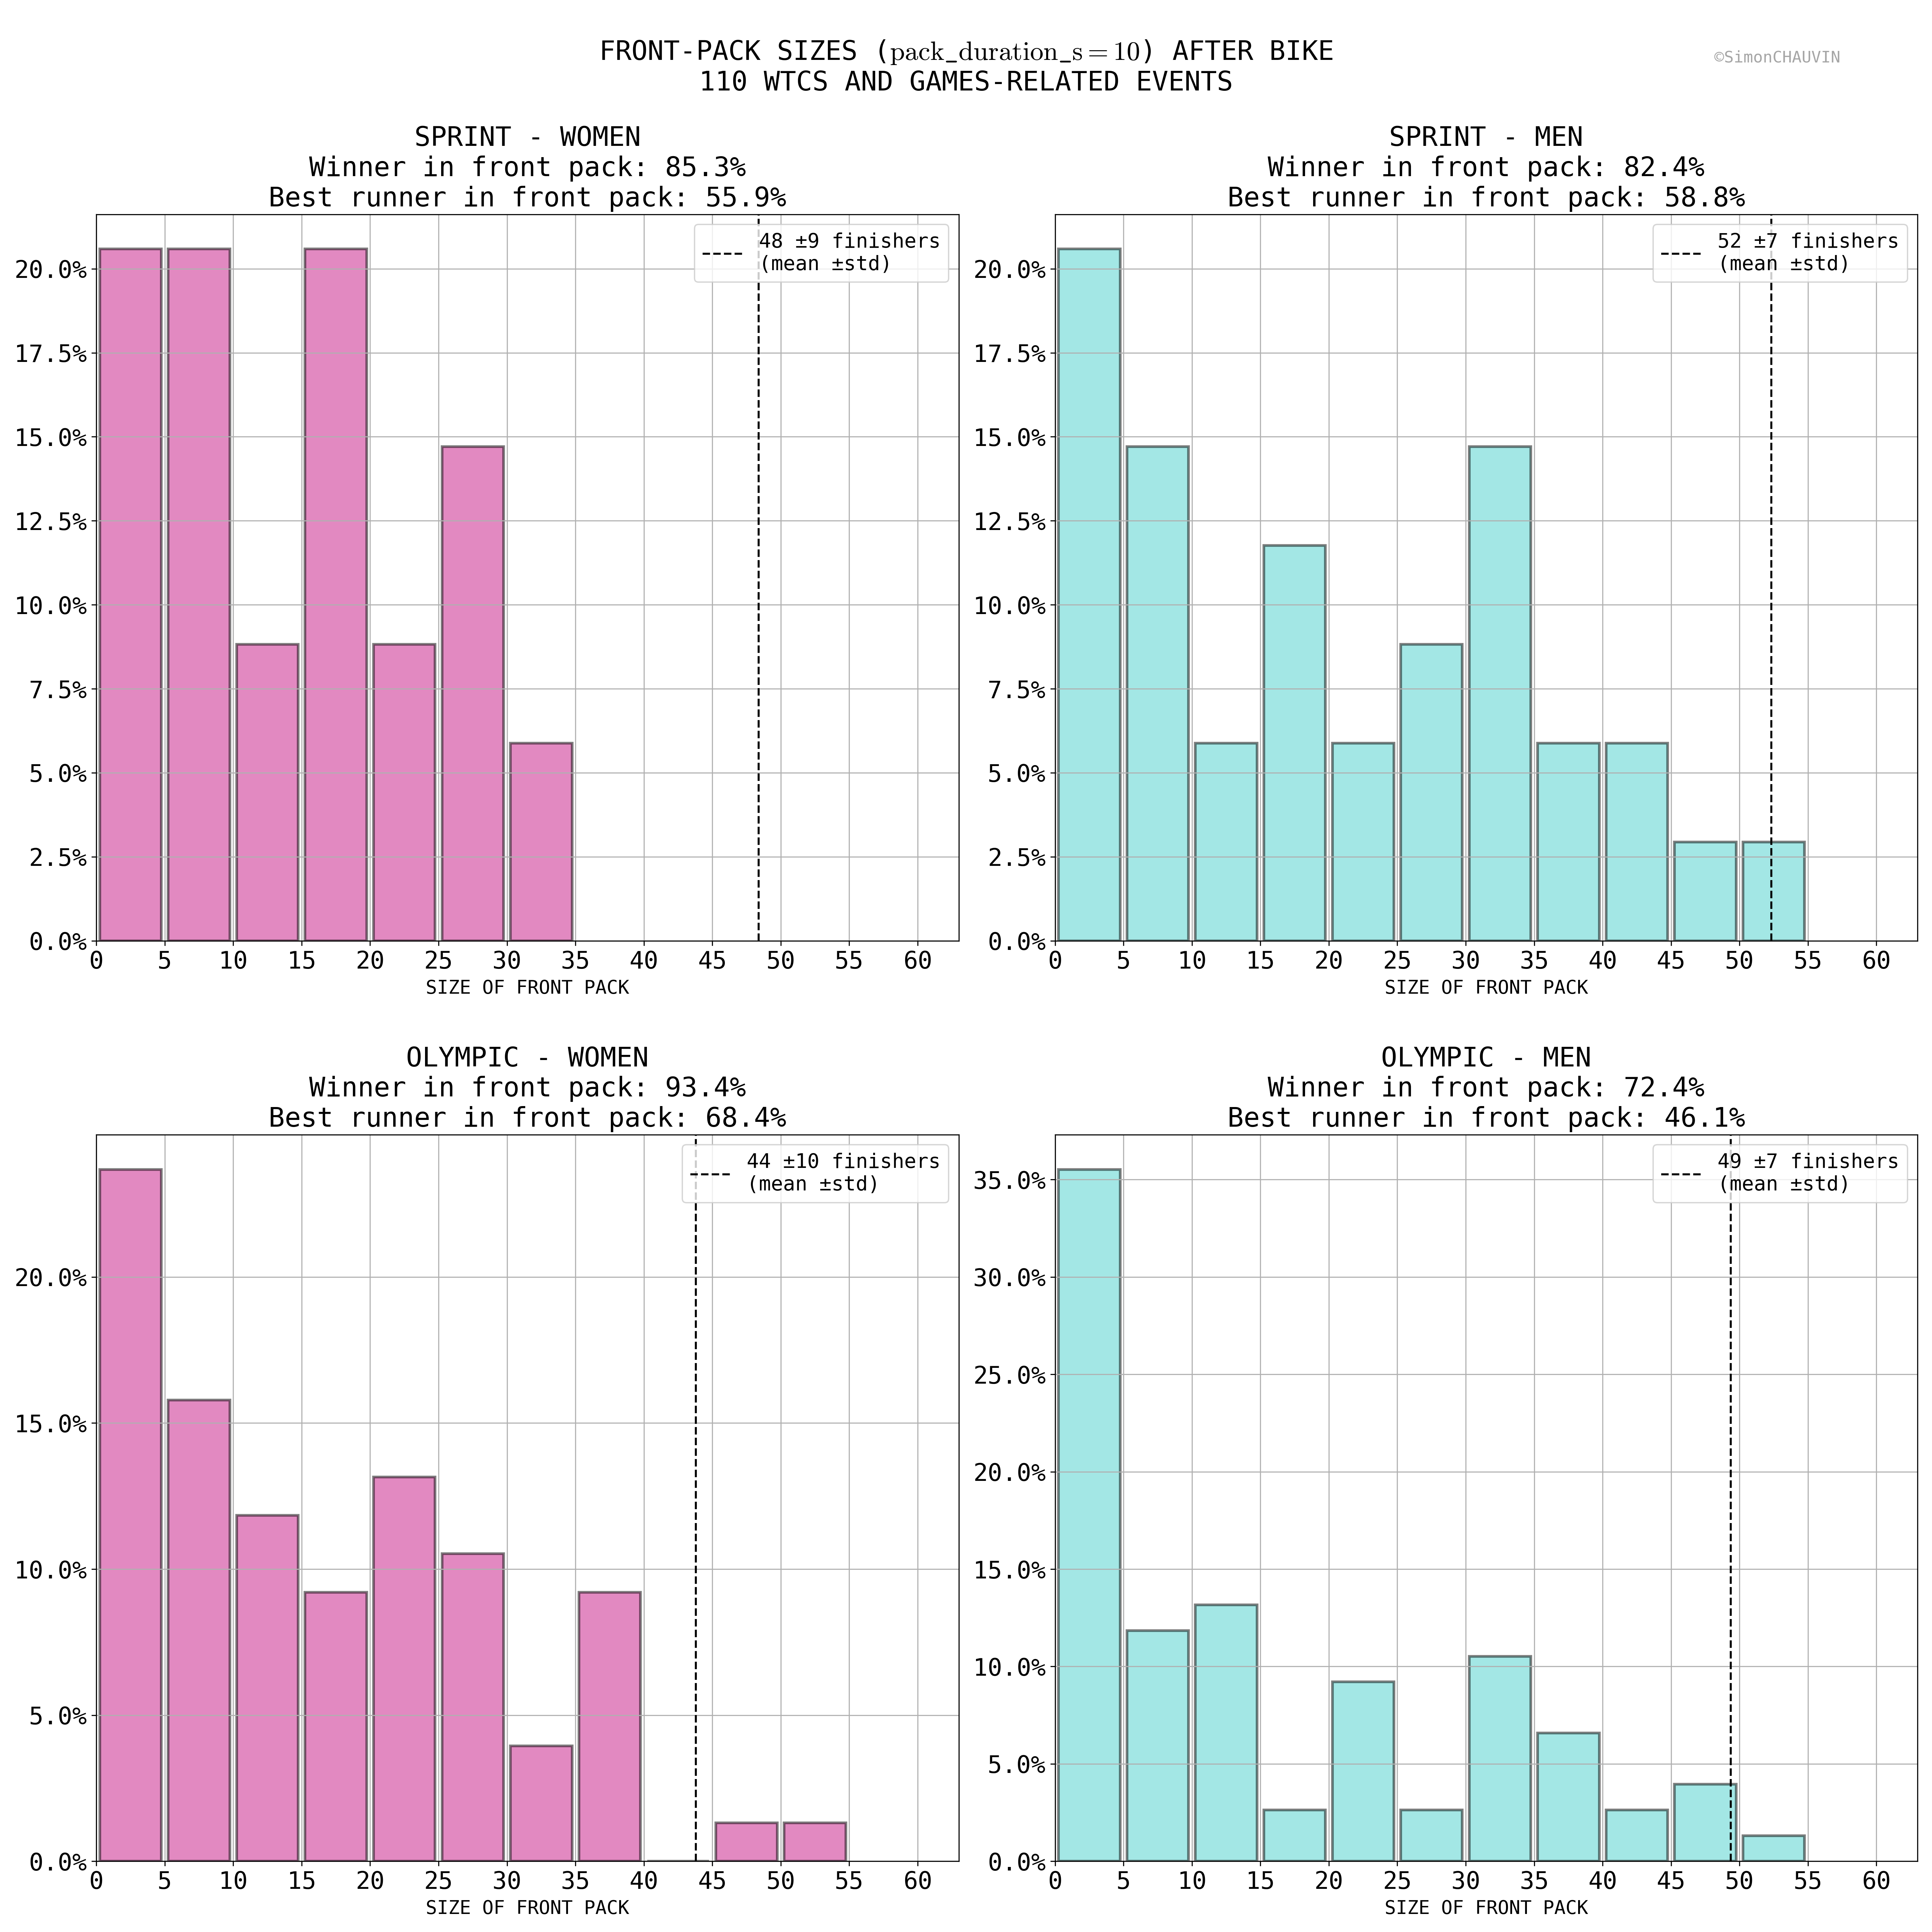 FRONT-PACK SIZES (pack_duration_s = 10) AFTER BIKE
110 WTCS AND GAMES-RELATED EVENTS
©SimonCHAUVIN
SPRINT - WOMEN
Winner in front pack: 85.3%
Best runner in front pack: 55.9%
48 ±9 finishers
(mean ±std)
20.0%
17.5%
15.0%
12.5%
10.0%
7.5%
5.0%
2.5%
0.0%
0 5 10 15 20 25 30 35 40 45 50 55 60
SIZE OF FRONT PACK
SPRINT - MEN
Winner in front pack: 82.4%
Best runner in front pack: 58.8%
52 ±7 finishers
(mean ±std)
20.0%
17.5%
15.0%
12.5%
10.0%
7.5%
5.0%
2.5%
0.0%
0 5 10 15 20 25 30 35 40 45 50 55 60
SIZE OF FRONT PACK
OLYMPIC - WOMEN
Winner in front pack: 93.4%
Best runner in front pack: 68.4%
44 ±10 finishers
(mean ±std)
20.0%
15.0%
10.0%
5.0%
0.0%
0 5 10 15 20 25 30 35 40 45 50 55 60
SIZE OF FRONT PACK
OLYMPIC - MEN
Winner in front pack: 72.4%
Best runner in front pack: 46.1%
49 ±7 finishers
(mean ±std)
35.0%
30.0%
25.0%
20.0%
15.0%
10.0%
5.0%
0.0%
0 5 10 15 20 25 30 35 40 45 50 55 60
SIZE OF FRONT PACK